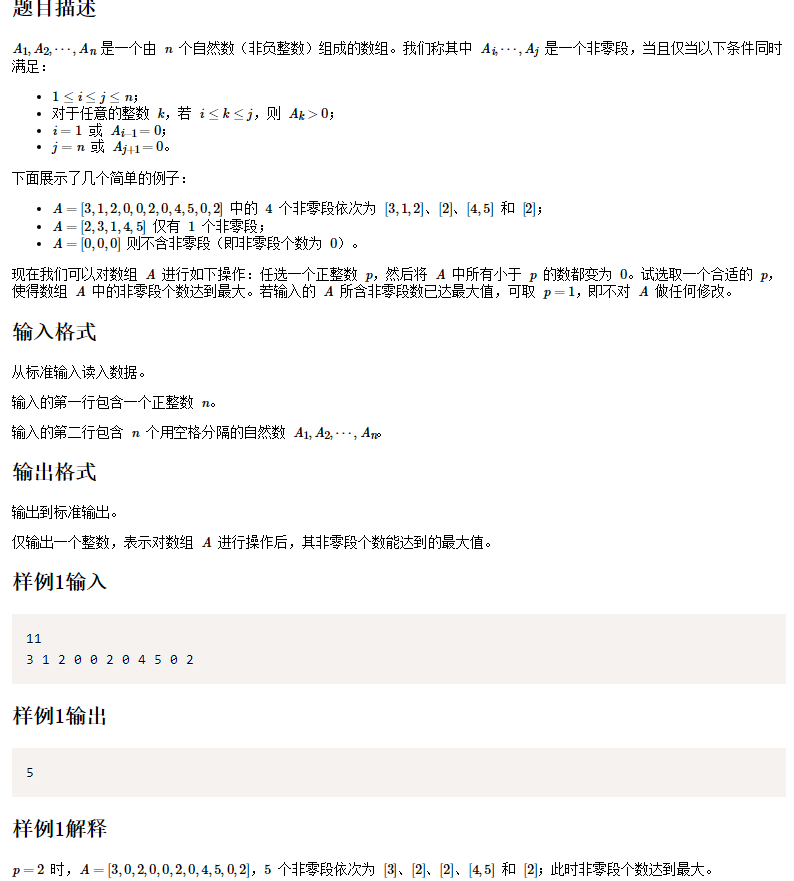 题目描述
A₁, A₂, ⋯, Aₙ 是一个由 n 个自然数（非负整数）组成的数组。我们称其中 Aᵢ, ⋯, Aⱼ 是一个非零段，当且仅当以下条件同时
满足：
• 1 ≤ i ≤ j ≤ n；
• 对于任意的整数 k，若 i ≤ k ≤ j，则 Aₖ > 0；
• i = 1 或 Aᵢ₋₁ = 0；
• j = n 或 Aⱼ₊₁ = 0。
下面展示了几个简单的例子：
• A = [3, 1, 2, 0, 0, 2, 0, 4, 5, 0, 2] 中的 4 个非零段依次为 [3, 1, 2]、[2]、[4, 5] 和 [2]；
• A = [2, 3, 1, 4, 5] 仅有 1 个非零段；
• A = [0, 0, 0] 则不含非零段（即非零段个数为 0）。
现在我们可以对数组 A 进行如下操作：任选一个正整数 p，然后将 A 中所有小于 p 的数都变为 0。试选取一个合适的 p，
使得数组 A 中的非零段个数达到最大。若输入的 A 所含非零段数已达最大值，可取 p = 1，即不对 A 做任何修改。
输入格式
从标准输入读入数据。
输入的第一行包含一个正整数 n。
输入的第二行包含 n 个用空格分隔的自然数 A₁, A₂, ⋯, Aₙ。
输出格式
输出到标准输出。
仅输出一个整数，表示对数组 A 进行操作后，其非零段个数能达到的最大值。
样例1输入
11
3 1 2 0 0 2 0 4 5 0 2
样例1输出
5
样例1解释
p = 2 时，A = [3, 0, 2, 0, 0, 2, 0, 4, 5, 0, 2]，5 个非零段依次为 [3]、[2]、[2]、[4, 5] 和 [2]；此时非零段个数达到最大。